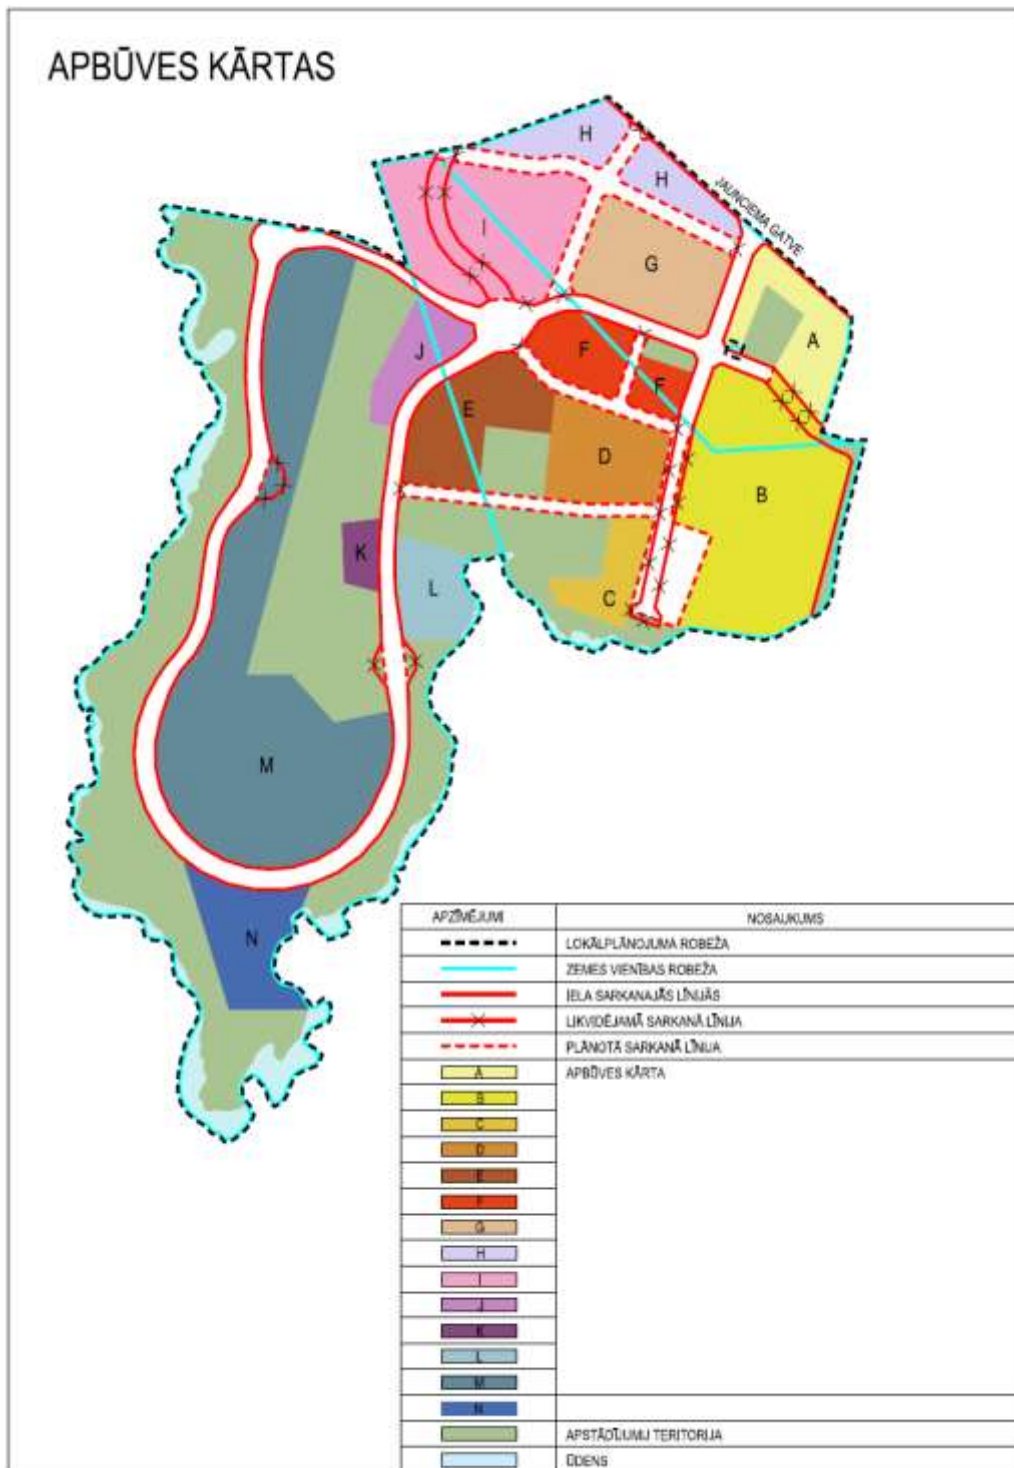 APBŪVES KĀRTAS
H
H
JAUNCIEMA GATVE
I
G
A
J
F
F
E
D
B
K
L
C
M
N
APZĪMĒJUMI NOSAUKUMS
LOKĀLPLĀNOJUMA ROBEŽA
ZEMES VIENĪBAS ROBEŽA
IELA SARKANAJĀS LĪNIJĀS
LIKVIDĒJAMĀ SARKANĀ LĪNIJA
PLĀNOTĀ SARKANĀ LĪNIJA
A APBŪVES KĀRTA
B
C
D
E
F
G
H
I
J
K
L
M
N
APSTĀDĪJUMU TERITORIJA
ŪDENS